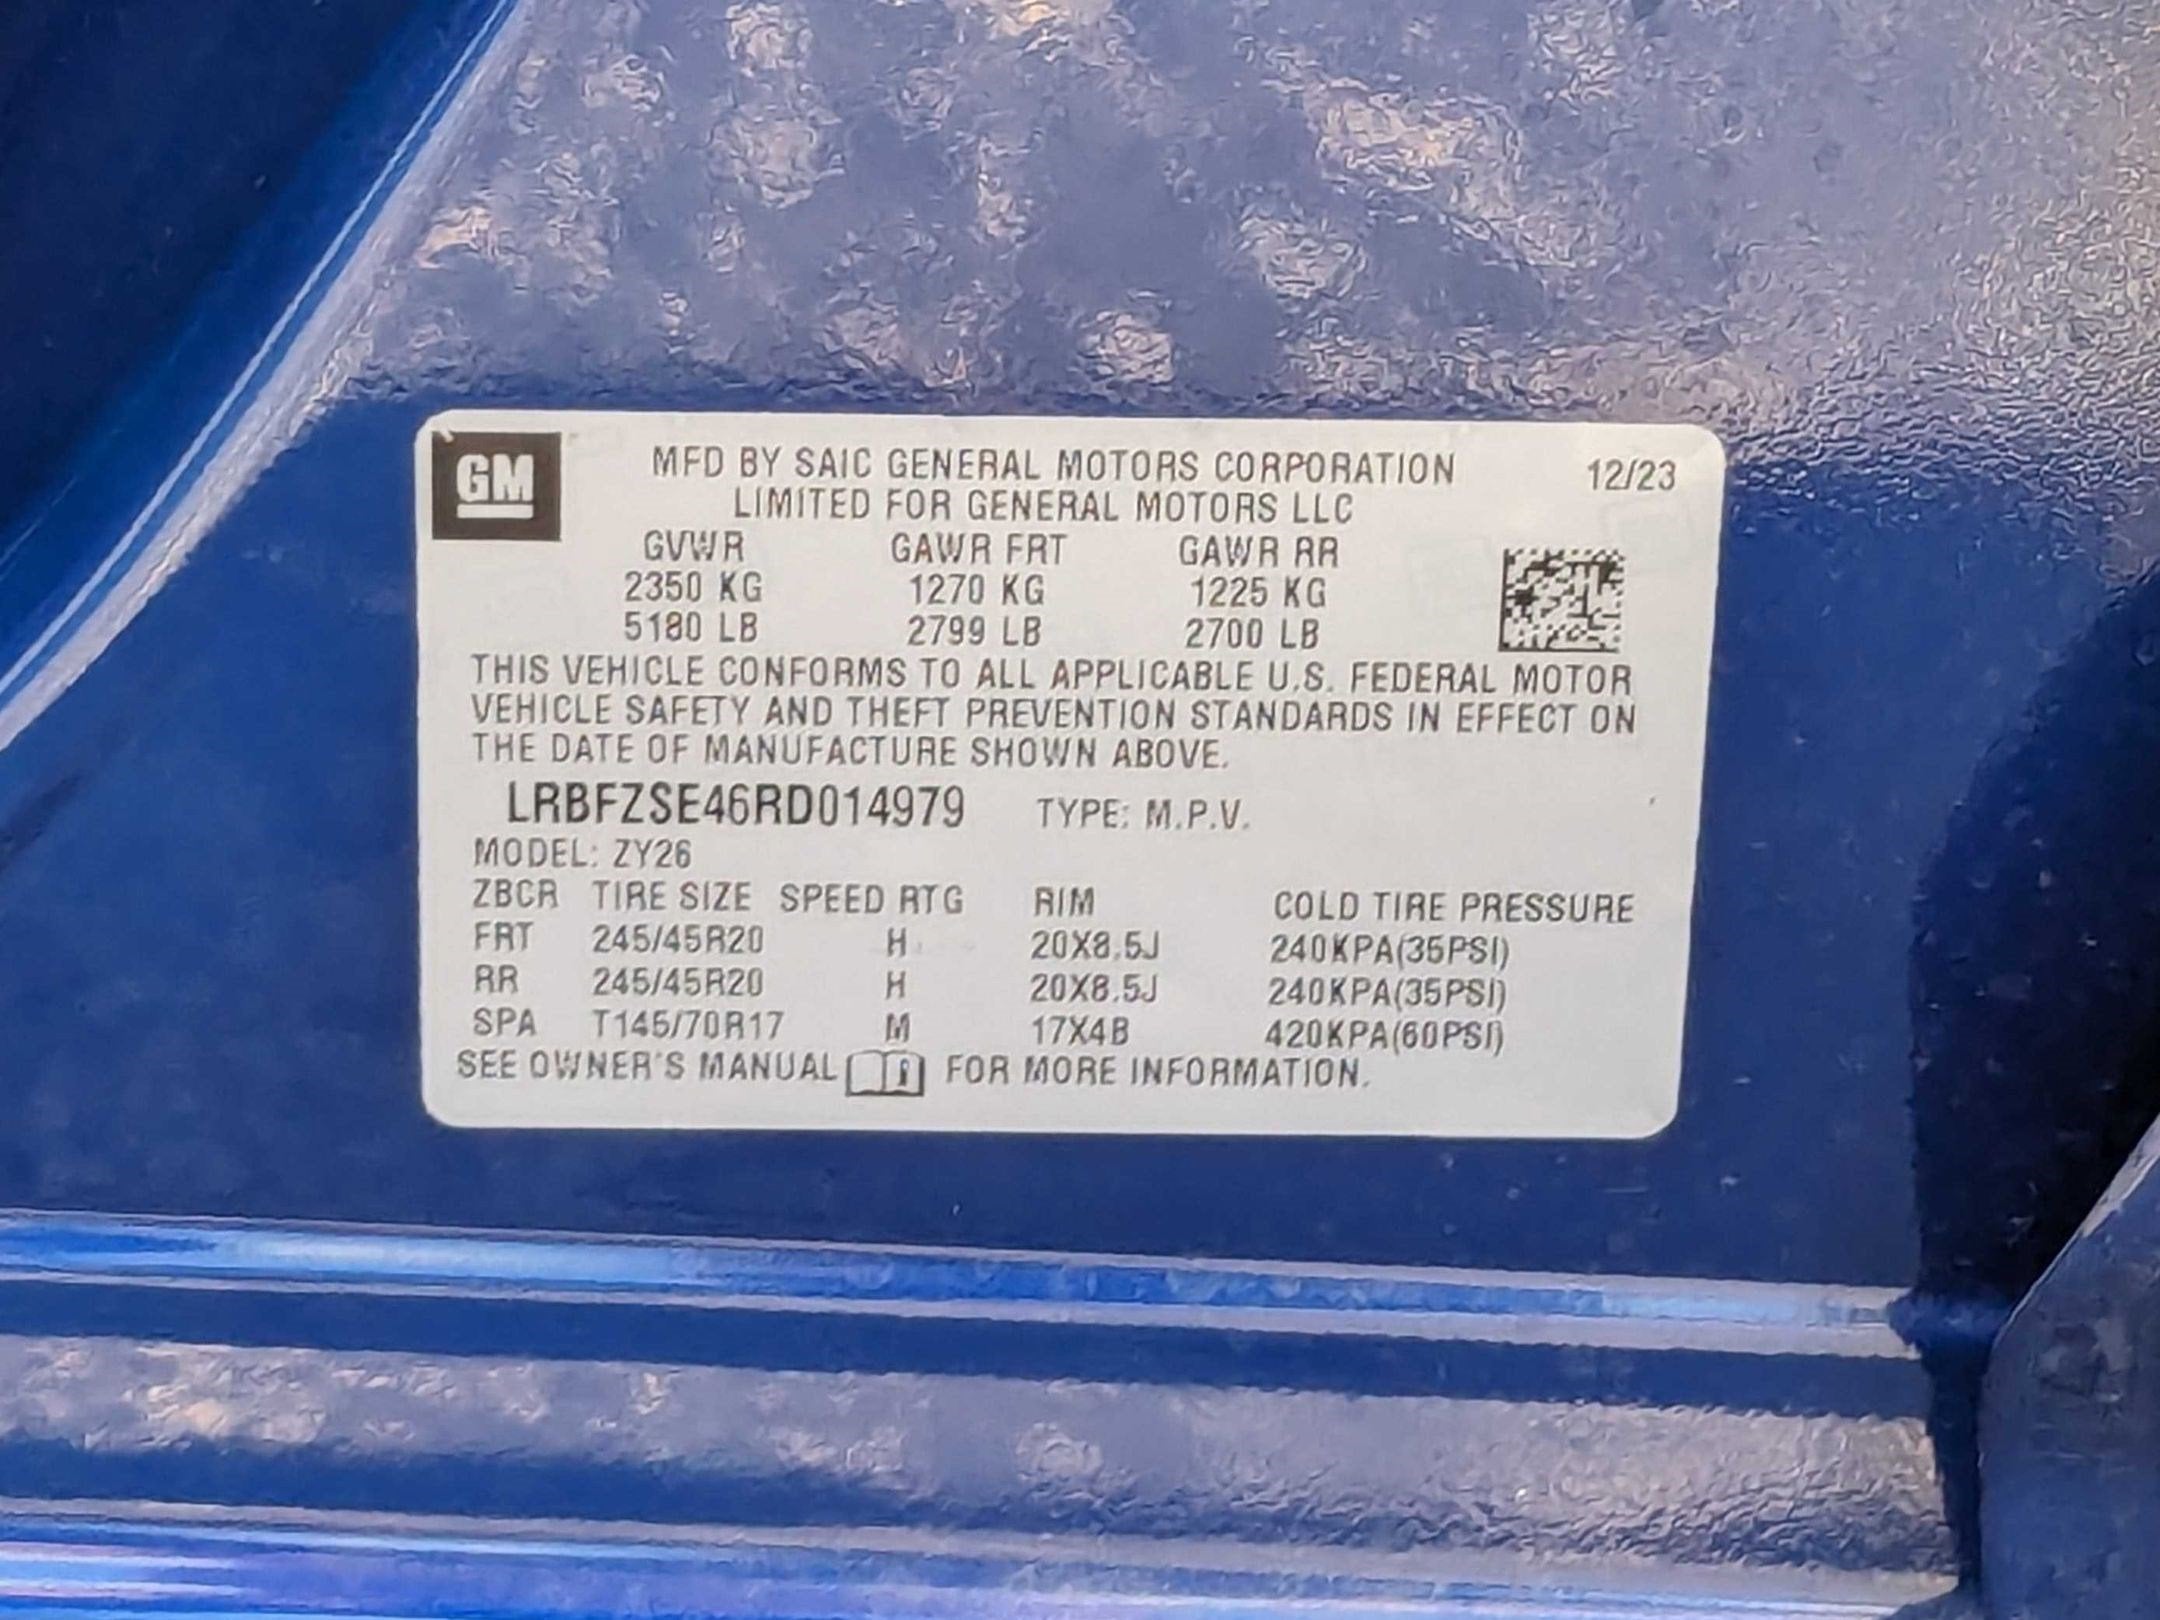 GM
MFD BY SAIC GENERAL MOTORS CORPORATION 12/23
LIMITED FOR GENERAL MOTORS LLC
GVWR GAWR FRT GAWR RR
2350 KG 1270 KG 1225 KG
5180 LB 2799 LB 2700 LB
THIS VEHICLE CONFORMS TO ALL APPLICABLE U.S. FEDERAL MOTOR
VEHICLE SAFETY AND THEFT PREVENTION STANDARDS IN EFFECT ON
THE DATE OF MANUFACTURE SHOWN ABOVE.
LRBFZSE46RD014979 TYPE: M.P.V.
MODEL: ZY26
ZBCR TIRE SIZE SPEED RTG RIM COLD TIRE PRESSURE
FRT 245/45R20 H 20X8.5J 240KPA(35PSI)
RR 245/45R20 H 20X8.5J 240KPA(35PSI)
SPA T145/70R17 M 17X4B 420KPA(60PSI)
SEE OWNER'S MANUAL FOR MORE INFORMATION.